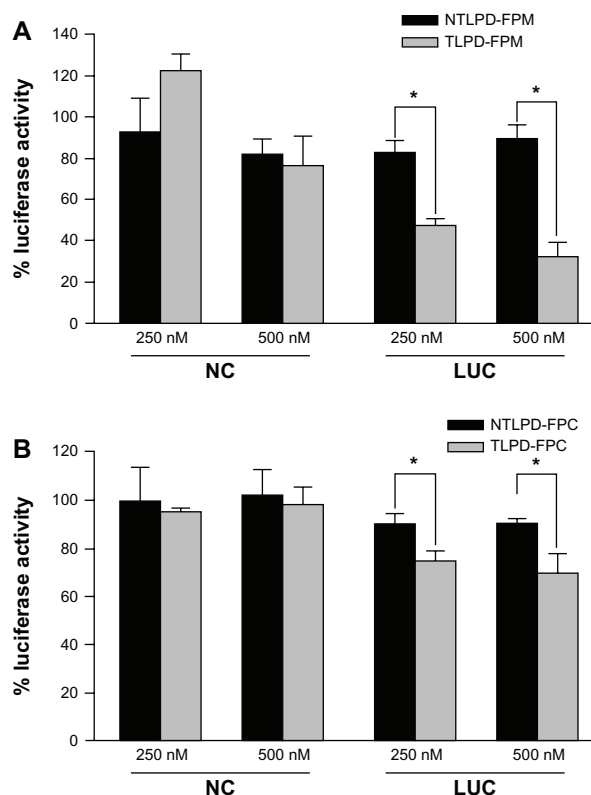 A
NTLPD-FPM
TLPD-FPM
% luciferase activity
140
120
100
80
60
40
20
0
*
*
250 nM 500 nM 250 nM 500 nM
NC LUC
B
NTLPD-FPC
TLPD-FPC
% luciferase activity
120
100
80
60
40
20
0
*
*
250 nM 500 nM 250 nM 500 nM
NC LUC